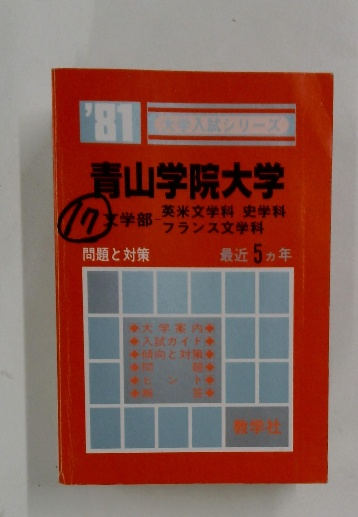 '81
大学入試シリーズ
青山学院大学
17
文学部 英米文学科 史学科
フランス文学科
問題と対策
最近5ヵ年
◆大学案内◆
◆入試ガイド◆
◆傾向と対策◆
◆問題◆
◆ヒント◆
◆解答◆
教学社